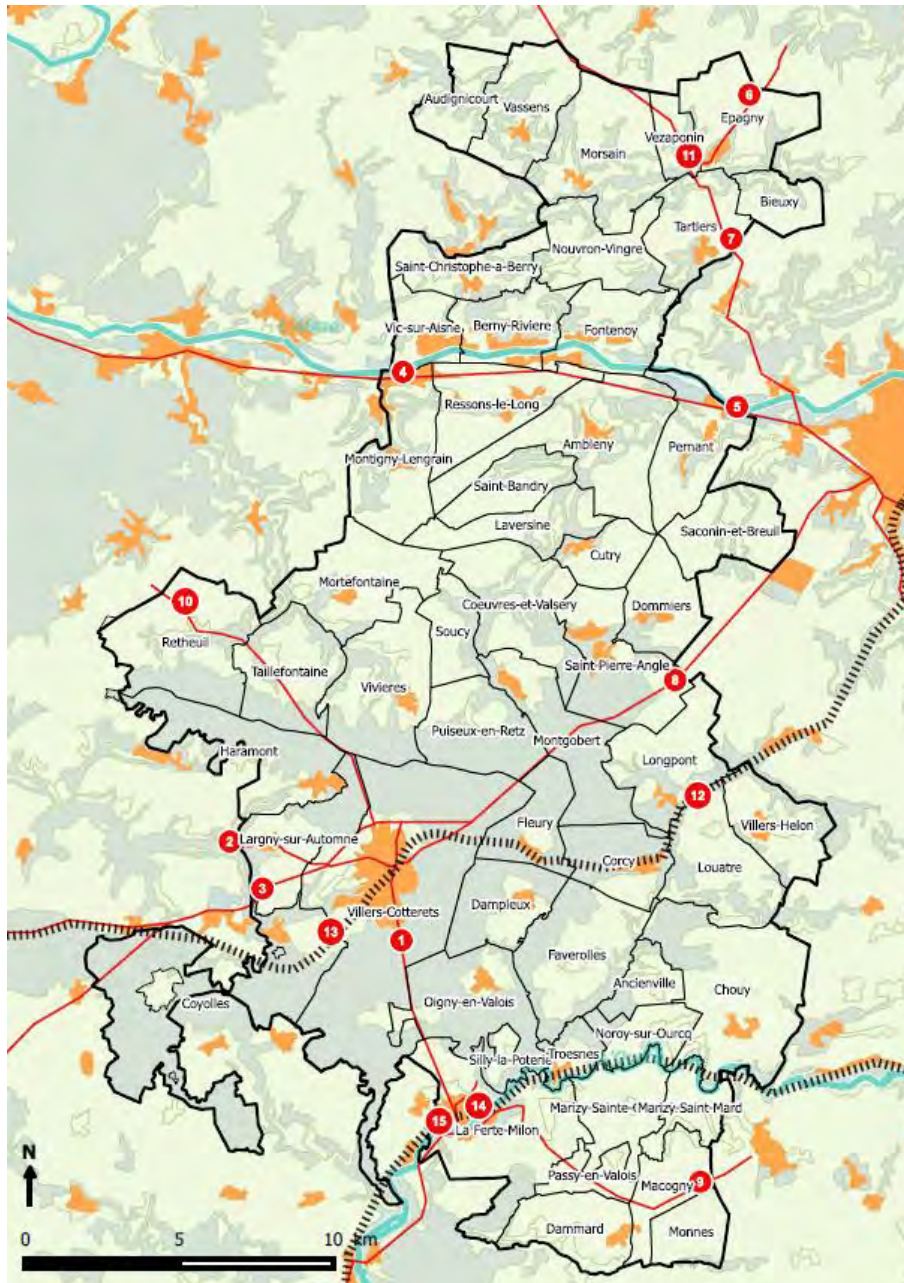 6
Audignicourt
Vassens
Epagny
Vezaponin
Morsain
11
Bieuxy
Tartiers
7
Nouvron-Vingre
Saint-Christophe-a-Berry
Vic-sur-Aisne
Berny-Riviere
Fontenoy
4
5
Ressons-le-Long
Ambleny
Pernant
Montigny-Lengrain
Saint-Bandry
Laversine
Saconin-et-Breuil
Cutry
Mortefontaine
10
Coeuvres-et-Valsery
Dommiers
Retheuil
Soucy
Taillefontaine
Saint-Pierre-Aigle
8
Vivieres
Puiseux-en-Retz
Montgobert
Haramont
Longpont
12
Fleury
Villers-Helon
2
Largny-sur-Automne
Corcy
Louatre
3
Dampleux
Villers-Cotterets
13
1
Faverolles
Ancienville
Chouy
Coyolles
Oigny-en-Valois
Noroy-sur-Ourcq
Silly-la-Poterie
Troesnes
14
Marizy-Sainte-G
Marizy-Saint-Mard
15
La Ferte-Milon
N
Passy-en-Valois
Macogny
9
Dammard
Monnes
0 5 10 km